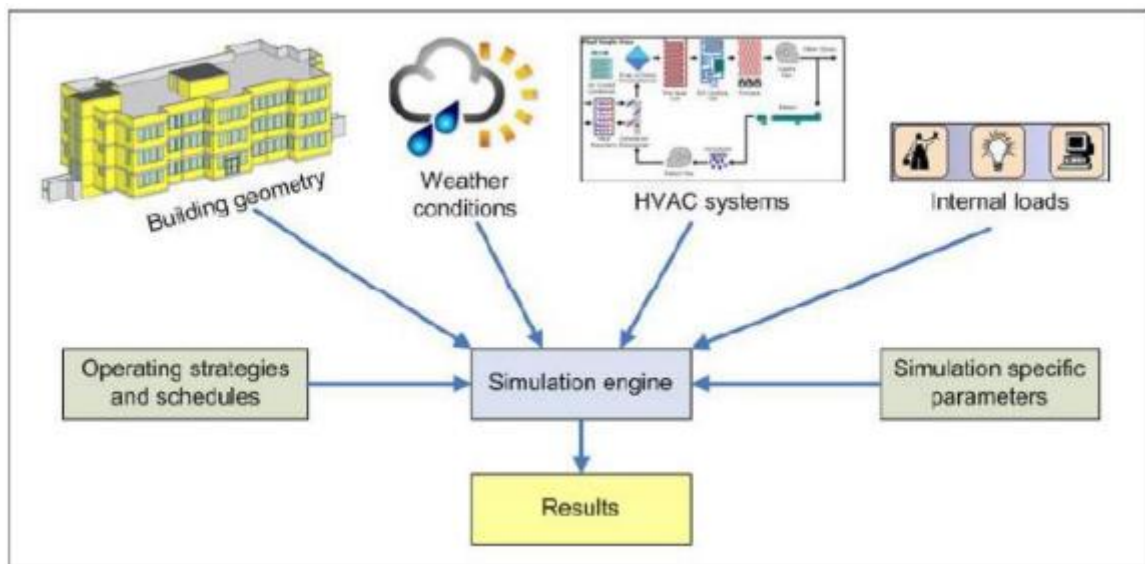 Building geometry
Weather
conditions
HVAC systems
Internal loads
Operating strategies
and schedules
Simulation engine
Simulation specific
parameters
Results